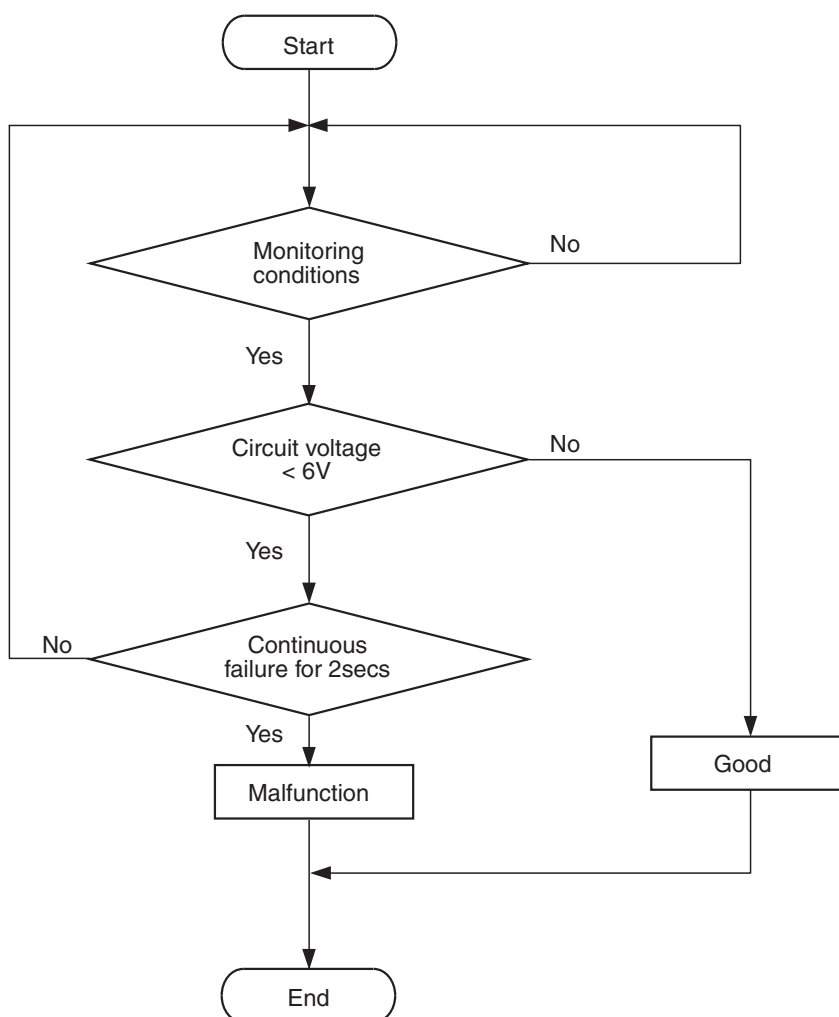 Start
Monitoring
conditions
No
Yes
Circuit voltage
< 6V
No
Yes
Continuous
failure for 2secs
No
Yes
Malfunction
Good
End